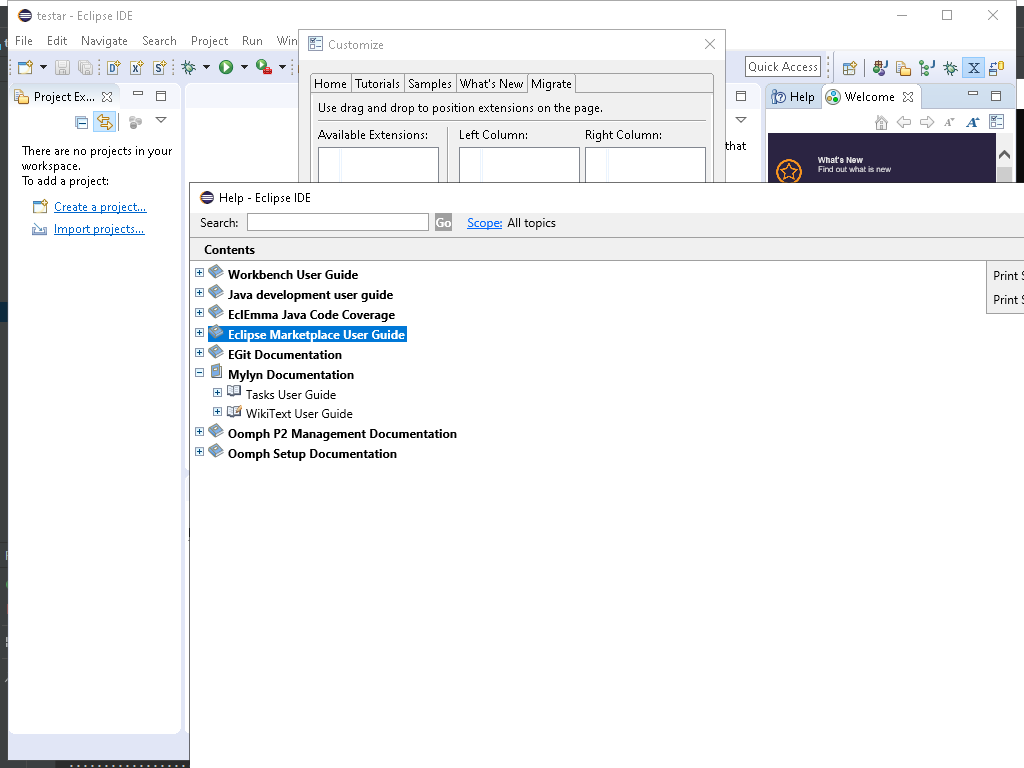 testar - Eclipse IDE
File Edit Navigate Search Project Run Win
Customize
Quick Access
Home Tutorials Samples What's New Migrate
Use drag and drop to position extensions on the page.
Available Extensions: Left Column: Right Column:
Project Ex...
There are no projects in your
workspace.
To add a project:
Create a project...
Import projects...
that
Help Welcome
What's New
Find out what is new
Help - Eclipse IDE
Search: Go Scope: All topics
Contents
Workbench User Guide
Java development user guide
EclEmma Java Code Coverage
Eclipse Marketplace User Guide
EGit Documentation
Mylyn Documentation
Tasks User Guide
WikiText User Guide
Oomph P2 Management Documentation
Oomph Setup Documentation
Print S
Print S